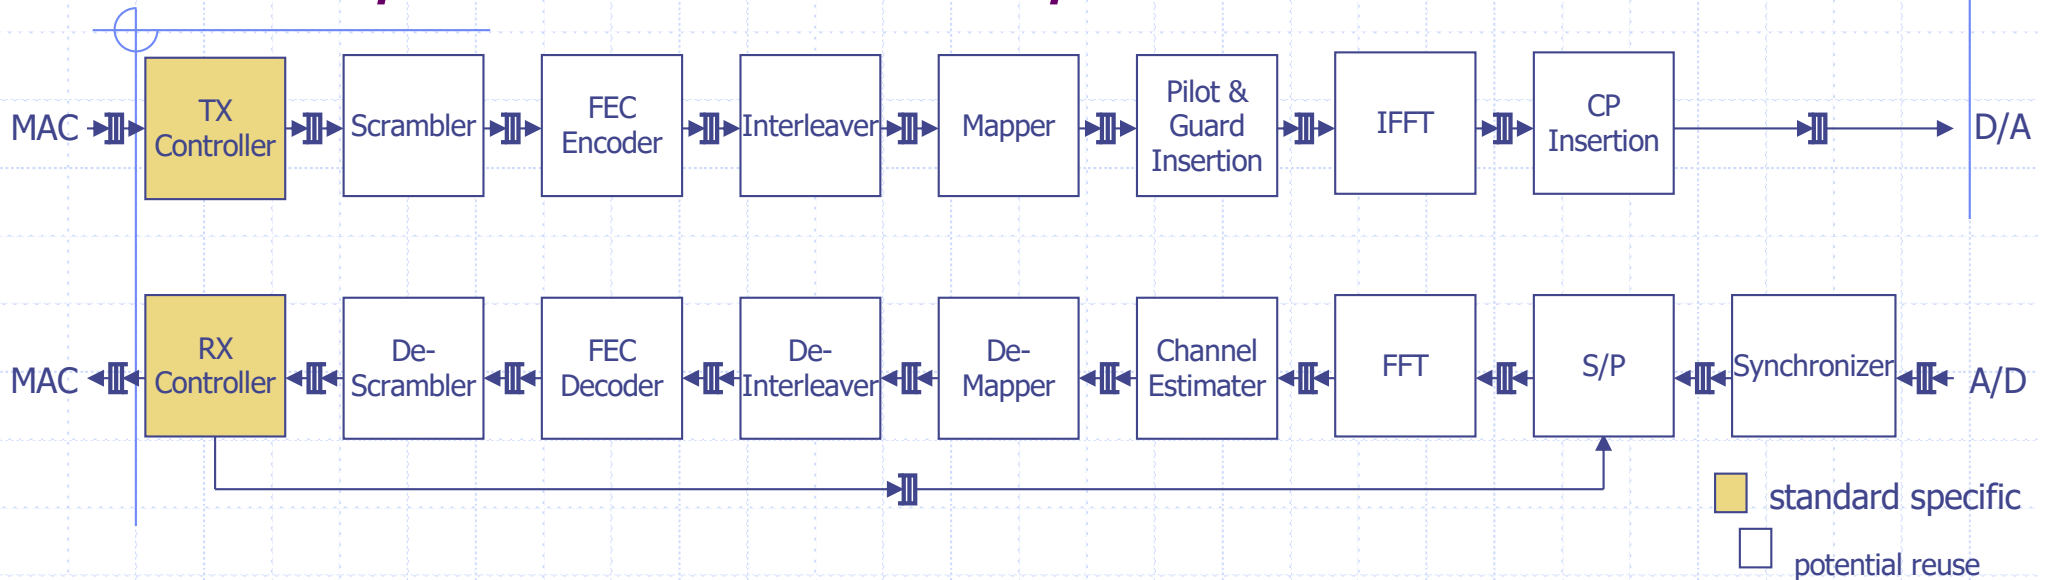 MAC
TX
Controller
Scrambler
FEC
Encoder
Interleaver
Mapper
Pilot &
Guard
Insertion
IFFT
CP
Insertion
D/A
MAC
RX
Controller
De-
Scrambler
FEC
Decoder
De-
Interleaver
De-
Mapper
Channel
Estimater
FFT
S/P
Synchronizer
A/D
standard specific
potential reuse